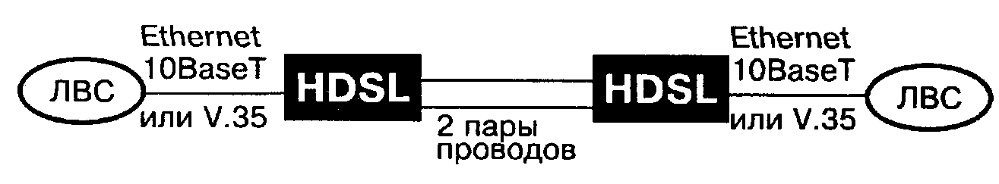 ЛВС
Ethernet
10BaseT
или V.35
HDSL
2 пары
проводов
HDSL
Ethernet
10BaseT
или V.35
ЛВС